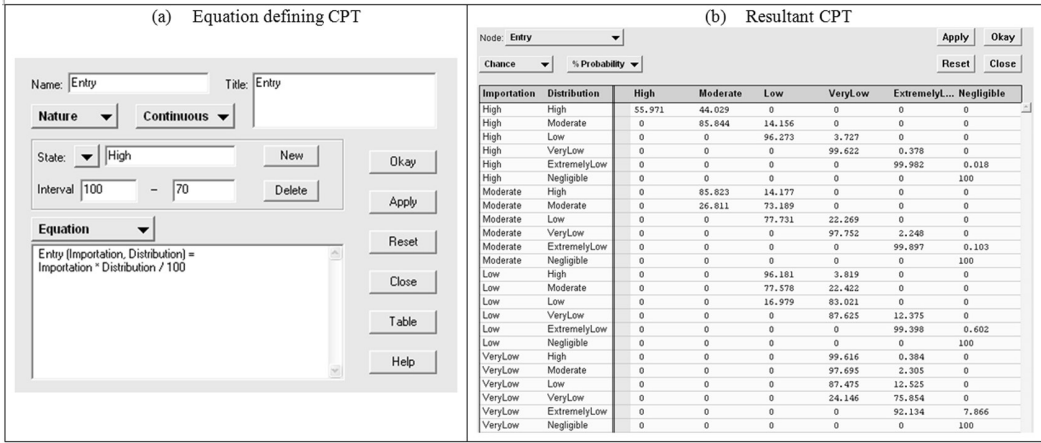 (a) Equation defining CPT
Name: Entry Title: Entry
Nature Continuous
State: High New
Interval 100 - 70 Delete
Equation
Entry (Importation, Distribution) =
Importation * Distribution / 100
Okay
Apply
Reset
Close
Table
Help
(b) Resultant CPT
Node: Entry Apply Okay
Chance % Probability Reset Close
Importation Distribution High Moderate Low VeryLow ExtremelyL... Negligible
High High 55.971 44.029 0 0 0 0
High Moderate 0 85.844 14.156 0 0 0
High Low 0 0 96.273 3.727 0 0
High VeryLow 0 0 0 99.622 0.378 0
High ExtremelyLow 0 0 0 0 99.982 0.018
High Negligible 0 0 0 0 0 100
Moderate High 0 85.823 14.177 0 0 0
Moderate Moderate 0 26.811 73.189 0 0 0
Moderate Low 0 0 77.731 22.269 0 0
Moderate VeryLow 0 0 0 97.752 2.248 0
Moderate ExtremelyLow 0 0 0 0 99.897 0.103
Moderate Negligible 0 0 0 0 0 100
Low High 0 0 96.181 3.819 0 0
Low Moderate 0 0 77.578 22.422 0 0
Low Low 0 0 16.979 83.021 0 0
Low VeryLow 0 0 0 87.625 12.375 0
Low ExtremelyLow 0 0 0 0 99.398 0.602
Low Negligible 0 0 0 0 0 100
VeryLow High 0 0 0 99.616 0.384 0
VeryLow Moderate 0 0 0 97.695 2.305 0
VeryLow Low 0 0 0 87.475 12.525 0
VeryLow VeryLow 0 0 0 24.146 75.854 0
VeryLow ExtremelyLow 0 0 0 0 92.134 7.866
VeryLow Negligible 0 0 0 0 0 100